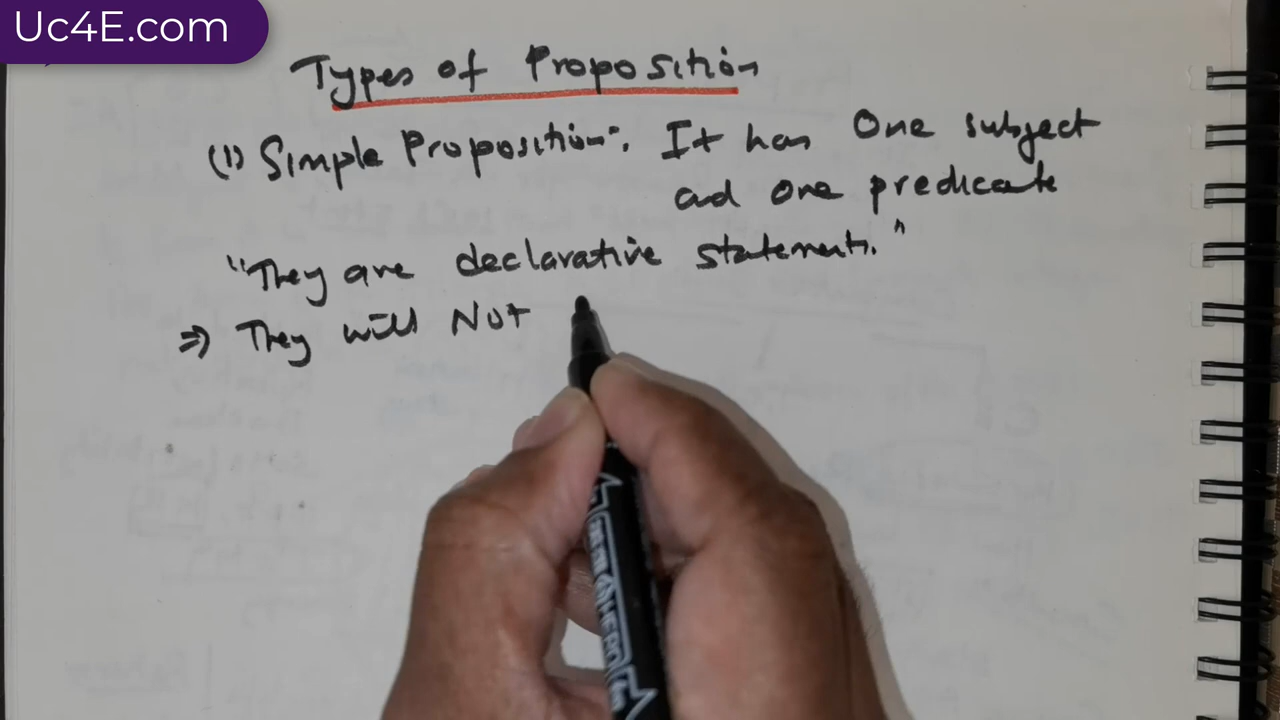 Uc4E.com
Types of Proposition
(1) Simple Proposition:. It has One subject
and one predicate
"They are declarative statements."
⇒ They will Not